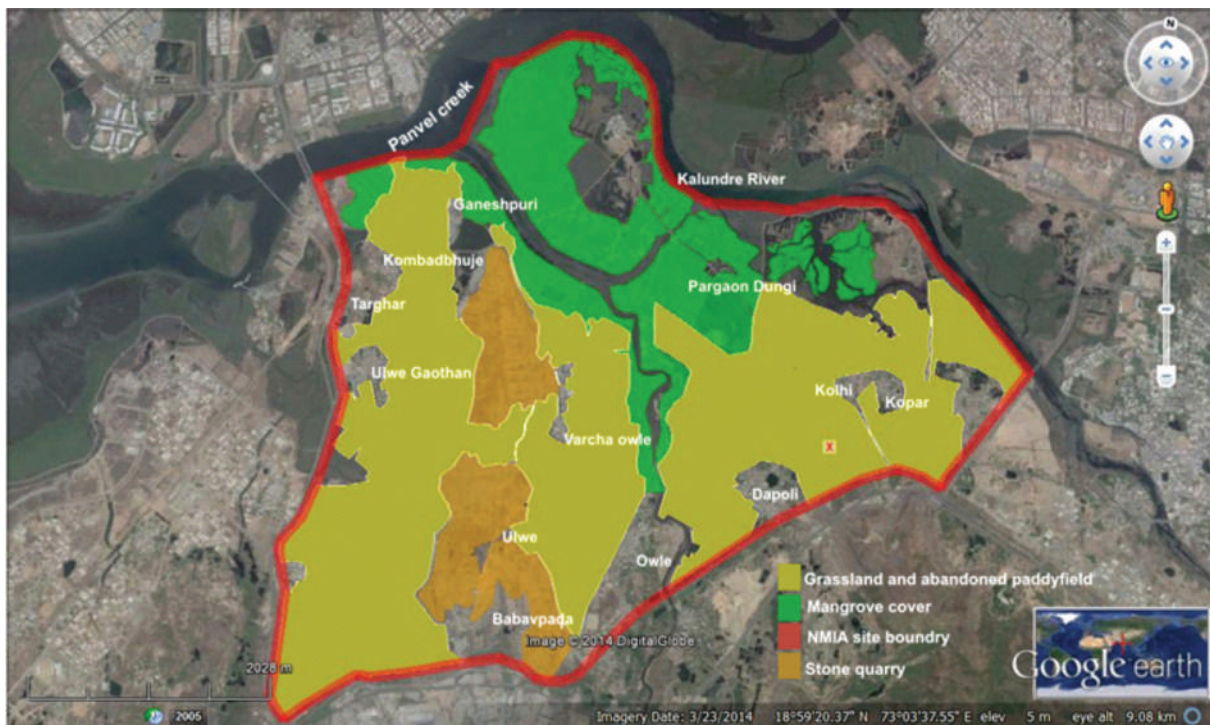 N
Panvel creek
Kalundre River
Ganeshpuri
Kombadbhuje
Pargaon Dungi
Targhar
Ulwe Gaothan
Kolhi
Kopar
Varcha owle
X
Dapoli
Ulwe
Owle
Babavpada
Grassland and abandoned paddyfield
Mangrove cover
NMIA site boundry
Stone quarry
Image © 2014 DigitalGlobe
2028 m
Google earth
2005
Imagery Date: 3/23/2014 18°59'20.37" N 73°03'37.55" E elev 5 m eye alt 9.08 km